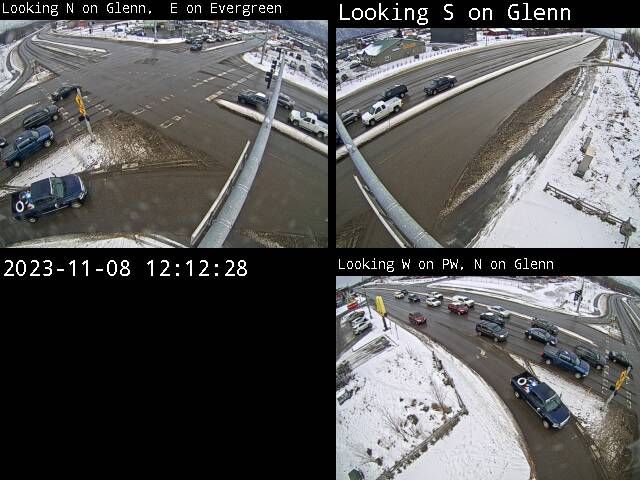 Looking N on Glenn, E on Evergreen
Looking S on Glenn
2023-11-08 12:12:28
Looking W on PW, N on Glenn